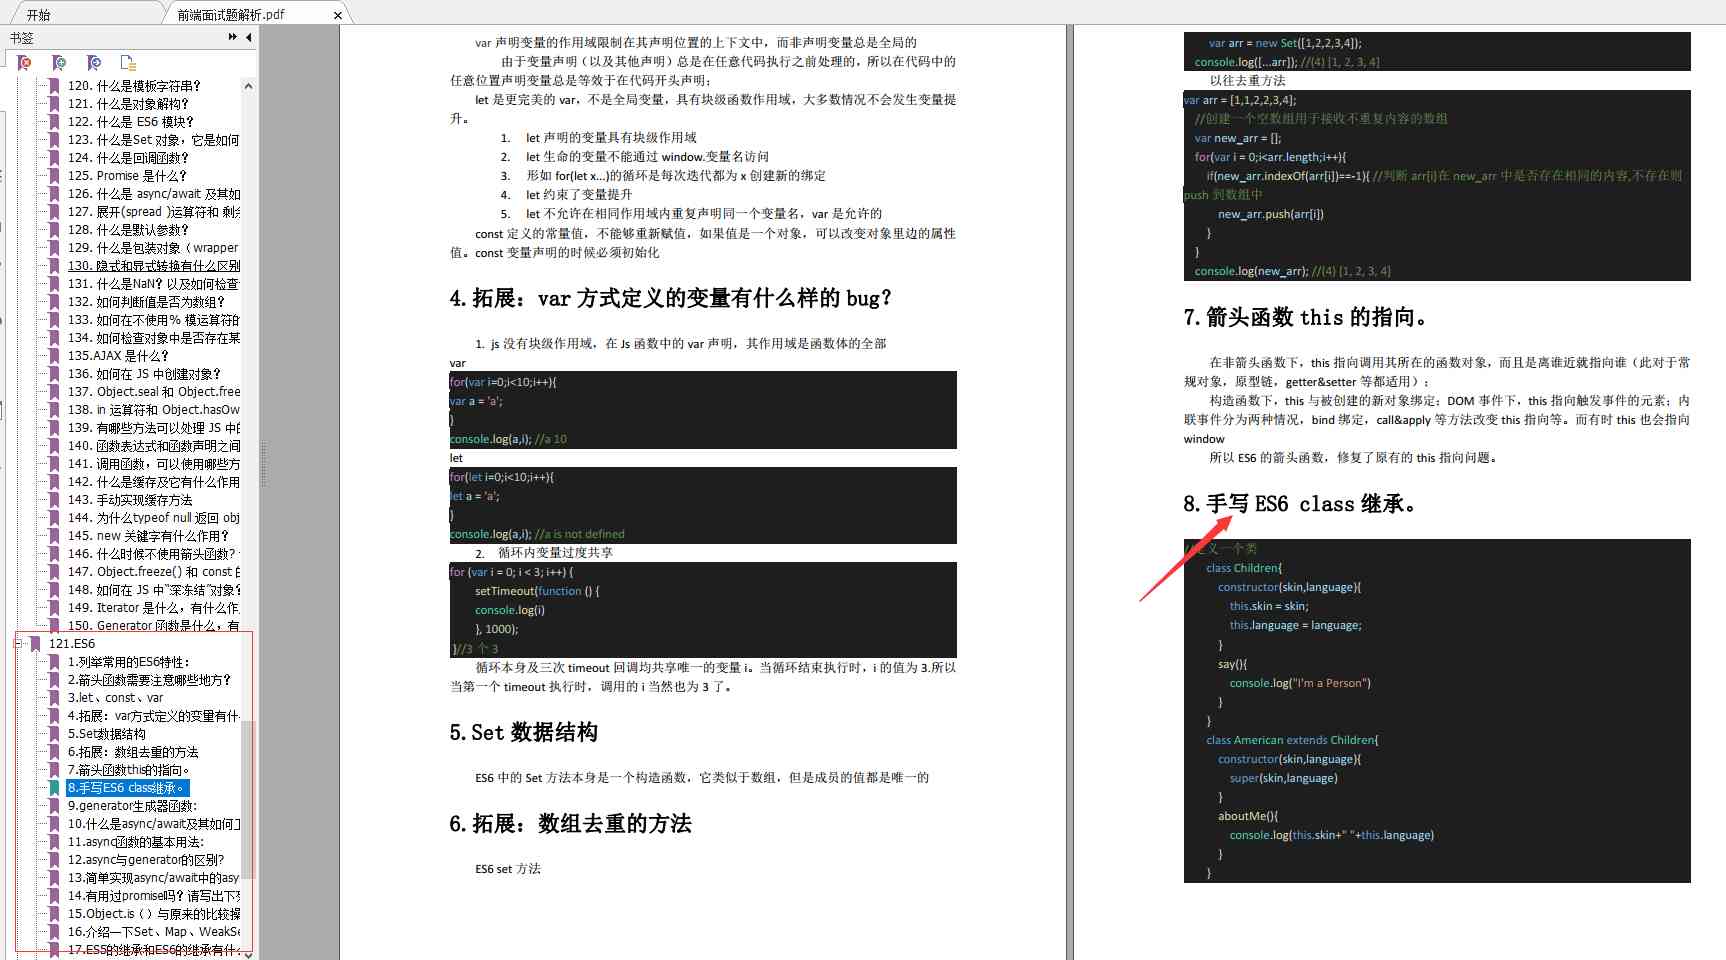 开始
前端面试题解析.pdf
书签
120. 什么是模板字符串?
121. 什么是对象解构?
122. 什么是 ES6 模块?
123. 什么是Set 对象，它是如何
124. 什么是回调函数?
125. Promise 是什么?
126. 什么是 async/await 及其如
127. 展开(spread )运算符和 剩余
128. 什么是默认参数?
129. 什么是包装对象（wrapper
130. 隐式和显式转换有什么区别
131. 什么是NaN? 以及如何检查
132. 如何判断值是否为数组?
133. 如何在不使用% 模运算符的
134. 如何检查对象中是否存在某
135.AJAX 是什么?
136. 如何在 JS 中创建对象?
137. Object.seal 和 Object.free
138. in 运算符和 Object.hasOw
139. 有哪些方法可以处理 JS 中的
140. 函数表达式和函数声明之间
141. 调用函数，可以使用哪些方
142. 什么是缓存及它有什么作用
143. 手动实现缓存方法
144. 为什么typeof null 返回 obj
145. new 关键字有什么作用?
146. 什么时候不使用箭头函数?
147. Object.freeze() 和 const 的
148. 如何在 JS 中“深冻结”对象?
149. Iterator 是什么，有什么作
150. Generator 函数是什么，有
121.ES6
1.列举常用的ES6特性：
2.箭头函数需要注意哪些地方?
3.let、const、var
4.拓展：var方式定义的变量有什
5.Set数据结构
6.拓展：数组去重的方法
7.箭头函数this的指向。
8.手写ES6 class继承。
9.generator生成器函数:
10.什么是async/await及其如何工
11.async函数的基本用法:
12.async与generator的区别?
13.简单实现async/await中的asy
14.有用过promise吗？请写出下列
15.Object.is（）与原来的比较操
16.介绍一下Set、Map、WeakSe
17.ES5的继承和ES6的继承有什么
var 声明变量的作用域限制在其声明位置的上下文中，而非声明变量总是全局的
由于变量声明（以及其他声明）总是在任意代码执行之前处理的，所以在代码中的
任意位置声明变量总是等效于在代码开头声明；
let 是更完美的 var，不是全局变量，具有块级函数作用域，大多数情况不会发生变量提
升。
1. let 声明的变量具有块级作用域
2. let 生命的变量不能通过 window.变量名访问
3. 形如 for(let x...)的循环是每次迭代都为 x 创建新的绑定
4. let 约束了变量提升
5. let 不允许在相同作用域内重复声明同一个变量名，var 是允许的
const 定义的常量值，不能够重新赋值，如果值是一个对象，可以改变对象里边的属性
值。const 变量声明的时候必须初始化
4.拓展：var 方式定义的变量有什么样的 bug?
1. js 没有块级作用域，在 Js 函数中的 var 声明，其作用域是函数体的全部
var
for(var i=0;i<10;i++){
var a = 'a';
}
console.log(a,i); //a 10
let
for(let i=0;i<10;i++){
let a = 'a';
}
console.log(a,i); //a is not defined
2. 循环内变量过度共享
for (var i = 0; i < 3; i++) {
setTimeout(function () {
console.log(i)
}, 1000);
}//3 个 3
循环本身及三次 timeout 回调均共享唯一的变量 i。当循环结束执行时，i 的值为 3.所以
当第一个 timeout 执行时，调用的 i 当然也为 3 了。
5.Set 数据结构
ES6 中的 Set 方法本身是一个构造函数，它类似于数组，但是成员的值都是唯一的
6.拓展：数组去重的方法
ES6 set 方法
var arr = new Set([1,2,2,3,4]);
console.log([...arr]); //(4) [1, 2, 3, 4]
以往去重方法
var arr = [1,1,2,2,3,4];
//创建一个空数组用于接收不重复内容的数组
var new_arr = [];
for(var i = 0;i<arr.length;i++){
if(new_arr.indexOf(arr[i])==-1){ //判断 arr[i]在 new_arr 中是否存在相同的内容,不存在则
push 到数组中
new_arr.push(arr[i])
}
}
console.log(new_arr); //(4) [1, 2, 3, 4]
7.箭头函数 this 的指向。
在非箭头函数下，this 指向调用其所在的函数对象，而且是离谁近就指向谁（此对于常
规对象，原型链，getter&setter 等都适用）；
构造函数下，this 与被创建的新对象绑定；DOM 事件下，this 指向触发事件的元素；内
联事件分为两种情况，bind 绑定，call&apply 等方法改变 this 指向等。而有时 this 也会指向
window
所以 ES6 的箭头函数，修复了原有的 this 指向问题。
8.手写 ES6 class 继承。
//定义一个类
class Children{
constructor(skin,language){
this.skin = skin;
this.language = language;
}
say(){
console.log("I'm a Person")
}
}
class American extends Children{
constructor(skin,language){
super(skin,language)
}
aboutMe(){
console.log(this.skin+" "+this.language)
}
}